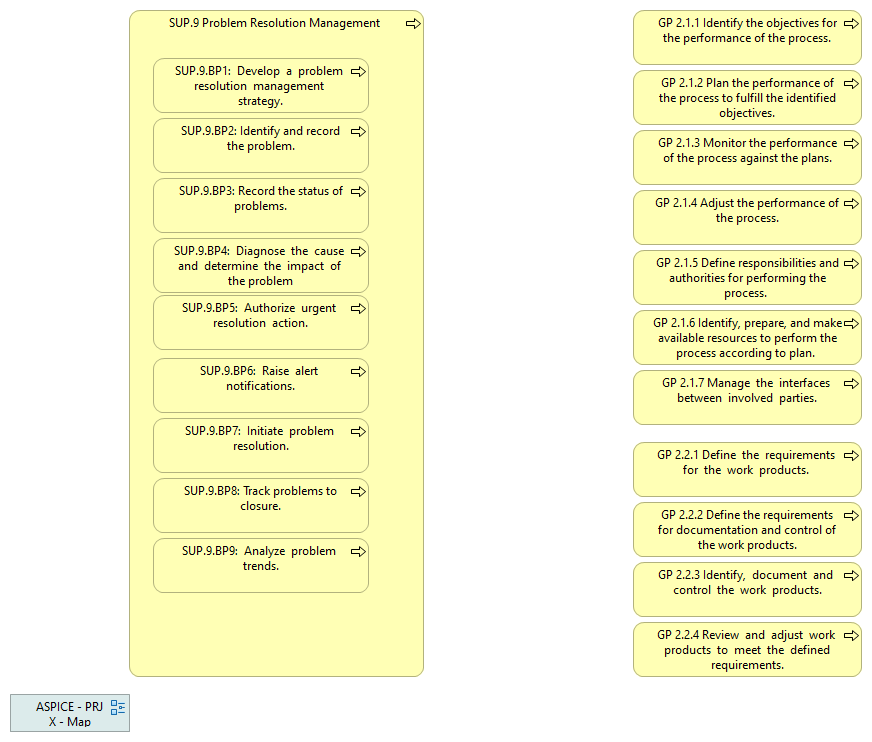 SUP.9 Problem Resolution Management
SUP.9.BP1: Develop a problem
resolution management
strategy.
SUP.9.BP2: Identify and record
the problem.
SUP.9.BP3: Record the status of
problems.
SUP.9.BP4: Diagnose the cause
and determine the impact of
the problem
SUP.9.BP5: Authorize urgent
resolution action.
SUP.9.BP6: Raise alert
notifications.
SUP.9.BP7: Initiate problem
resolution.
SUP.9.BP8: Track problems to
closure.
SUP.9.BP9: Analyze problem
trends.
GP 2.1.1 Identify the objectives for
the performance of the process.
GP 2.1.2 Plan the performance of
the process to fulfill the identified
objectives.
GP 2.1.3 Monitor the performance
of the process against the plans.
GP 2.1.4 Adjust the performance of
the process.
GP 2.1.5 Define responsibilities and
authorities for performing the
process.
GP 2.1.6 Identify, prepare, and make
available resources to perform the
process according to plan.
GP 2.1.7 Manage the interfaces
between involved parties.
GP 2.2.1 Define the requirements
for the work products.
GP 2.2.2 Define the requirements
for documentation and control of
the work products.
GP 2.2.3 Identify, document and
control the work products.
GP 2.2.4 Review and adjust work
products to meet the defined
requirements.
ASPICE - PRJ
X - Map